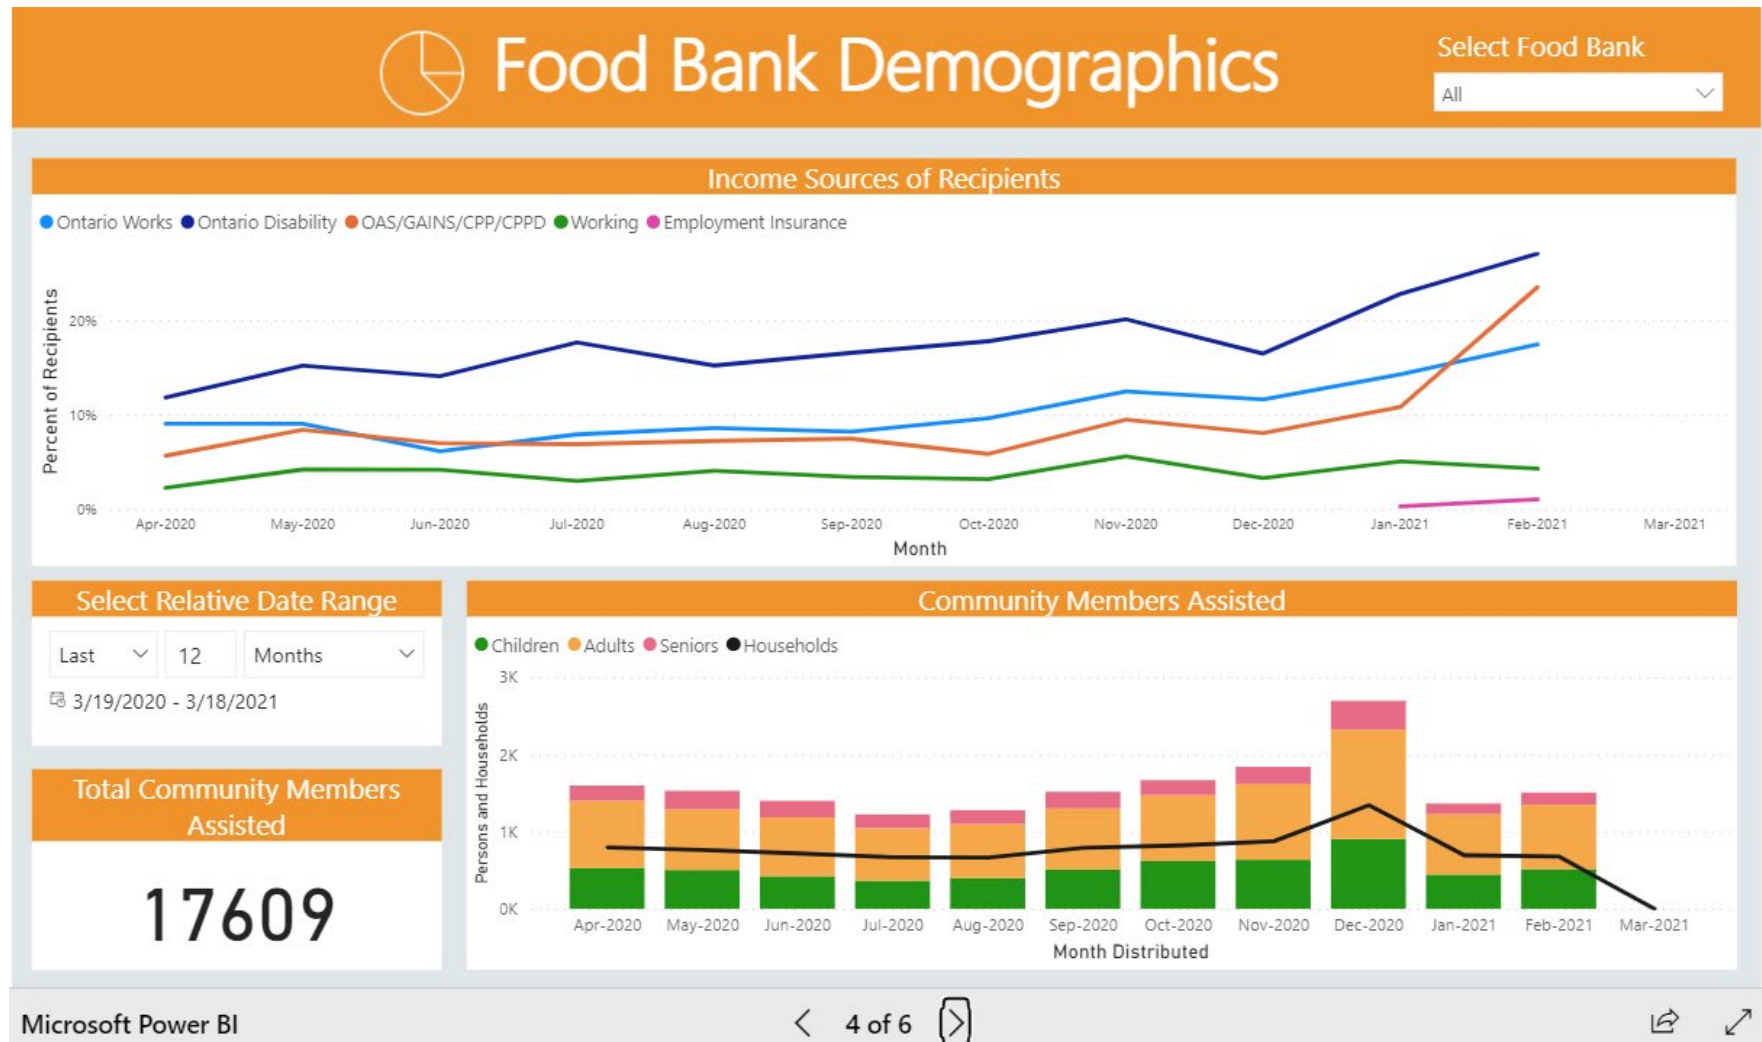 Food Bank Demographics
Select Food Bank
All
Income Sources of Recipients
Ontario Works Ontario Disability OAS/GAINS/CPP/CPPD Working Employment Insurance
Percent of Recipients
20%
10%
0%
Apr-2020 May-2020 Jun-2020 Jul-2020 Aug-2020 Sep-2020 Oct-2020 Nov-2020 Dec-2020 Jan-2021 Feb-2021 Mar-2021
Month
Select Relative Date Range
Last 12 Months
3/19/2020 - 3/18/2021
Total Community Members
Assisted
17609
Community Members Assisted
Children Adults Seniors Households
Persons and Households
3K
2K
1K
0K
Apr-2020 May-2020 Jun-2020 Jul-2020 Aug-2020 Sep-2020 Oct-2020 Nov-2020 Dec-2020 Jan-2021 Feb-2021 Mar-2021
Month Distributed
Microsoft Power BI
4 of 6